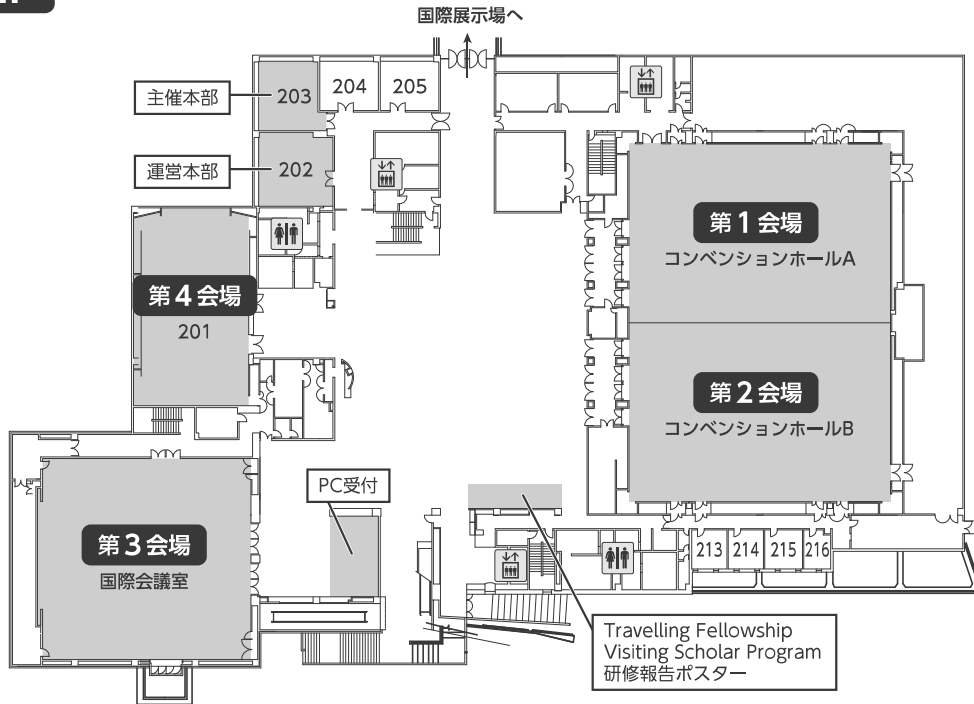 国際展示場へ
主催本部
203
204
205
運営本部
202
第1会場
コンベンションホールA
第4会場
201
第2会場
コンベンションホールB
PC受付
第3会場
国際会議室
213
214
215
216
Travelling Fellowship
Visiting Scholar Program
研修報告ポスター